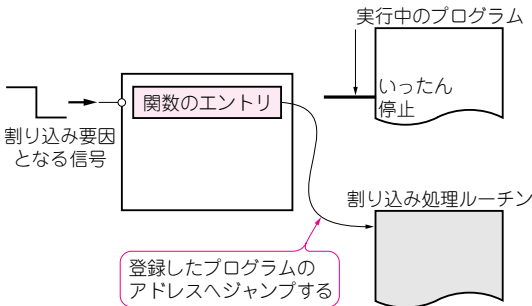 実行中のプログラム
いったん
停止
関数のエントリ
割り込み要因
となる信号
割り込み処理ルーチン
登録したプログラムの
アドレスへジャンプする